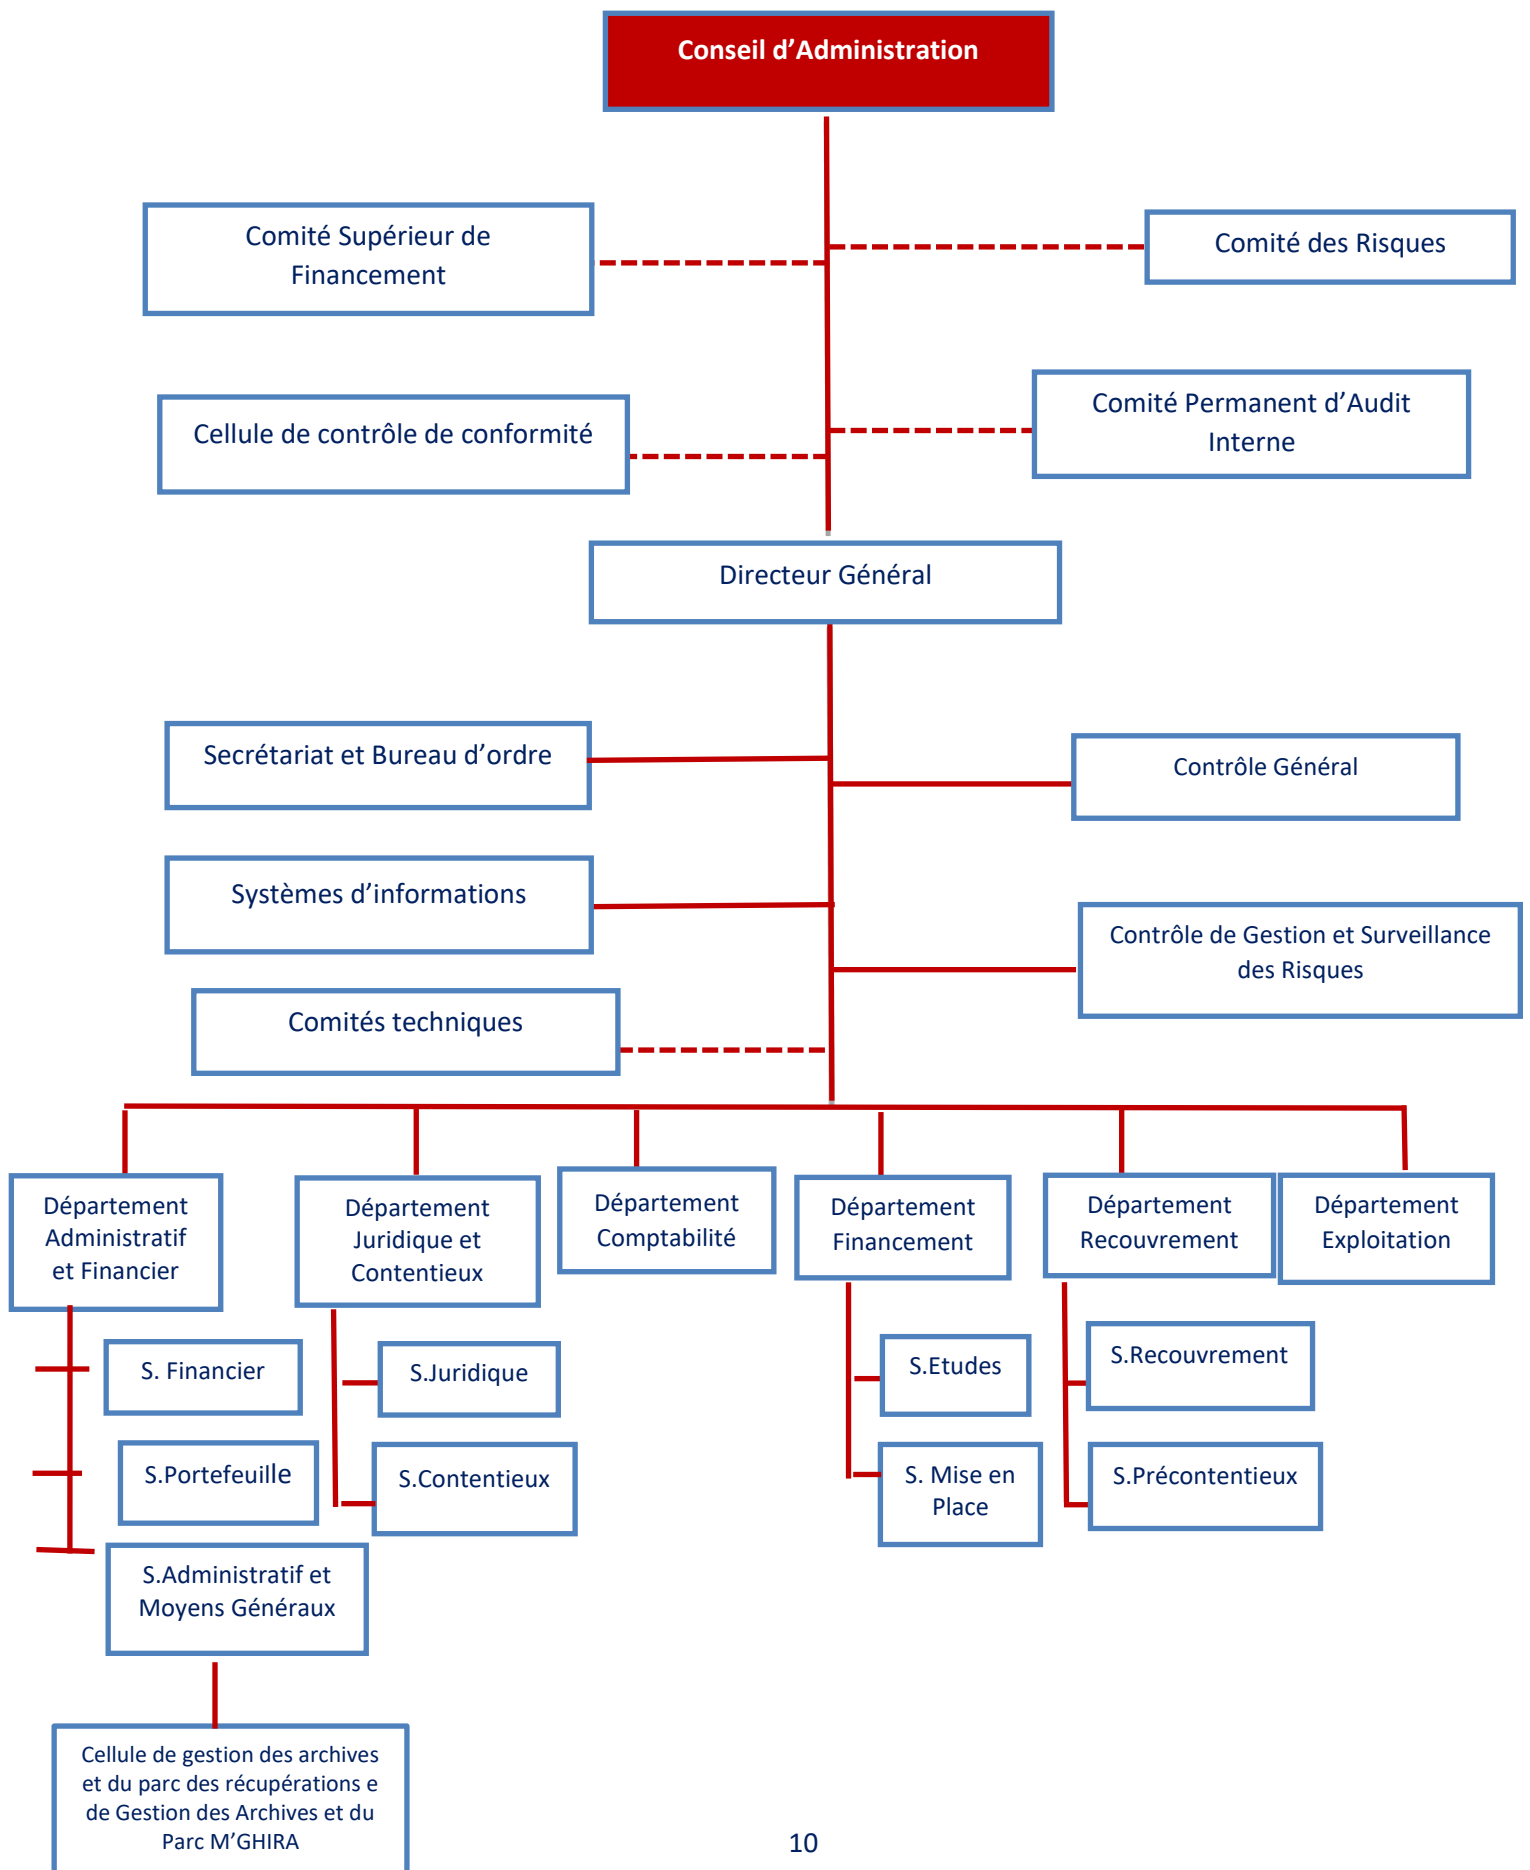 Conseil d’Administration
Comité Supérieur de
Financement
Comité des Risques
Cellule de contrôle de conformité
Comité Permanent d’Audit
Interne
Directeur Général
Secrétariat et Bureau d’ordre
Contrôle Général
Systèmes d’informations
Contrôle de Gestion et Surveillance
des Risques
Comités techniques
Département
Administratif
et Financier
Département
Juridique et
Contentieux
Département
Comptabilité
Département
Financement
Département
Recouvrement
Département
Exploitation
S. Financier
S.Portefeuille
S.Administratif et
Moyens Généraux
S.Juridique
S.Contentieux
S.Etudes
S. Mise en
Place
S.Recouvrement
S.Précontentieux
Cellule de gestion des archives
et du parc des récupérations e
de Gestion des Archives et du
Parc M’GHIRA
10